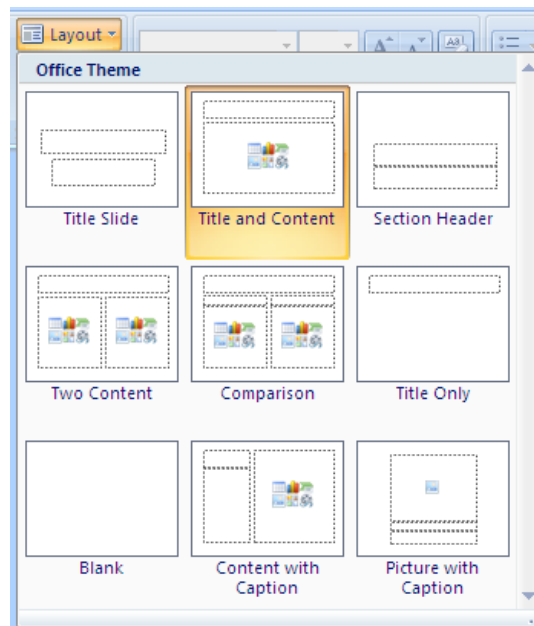 Layout
Office Theme
Title Slide
Title and Content
Section Header
Two Content
Comparison
Title Only
Blank
Content with
Caption
Picture with
Caption